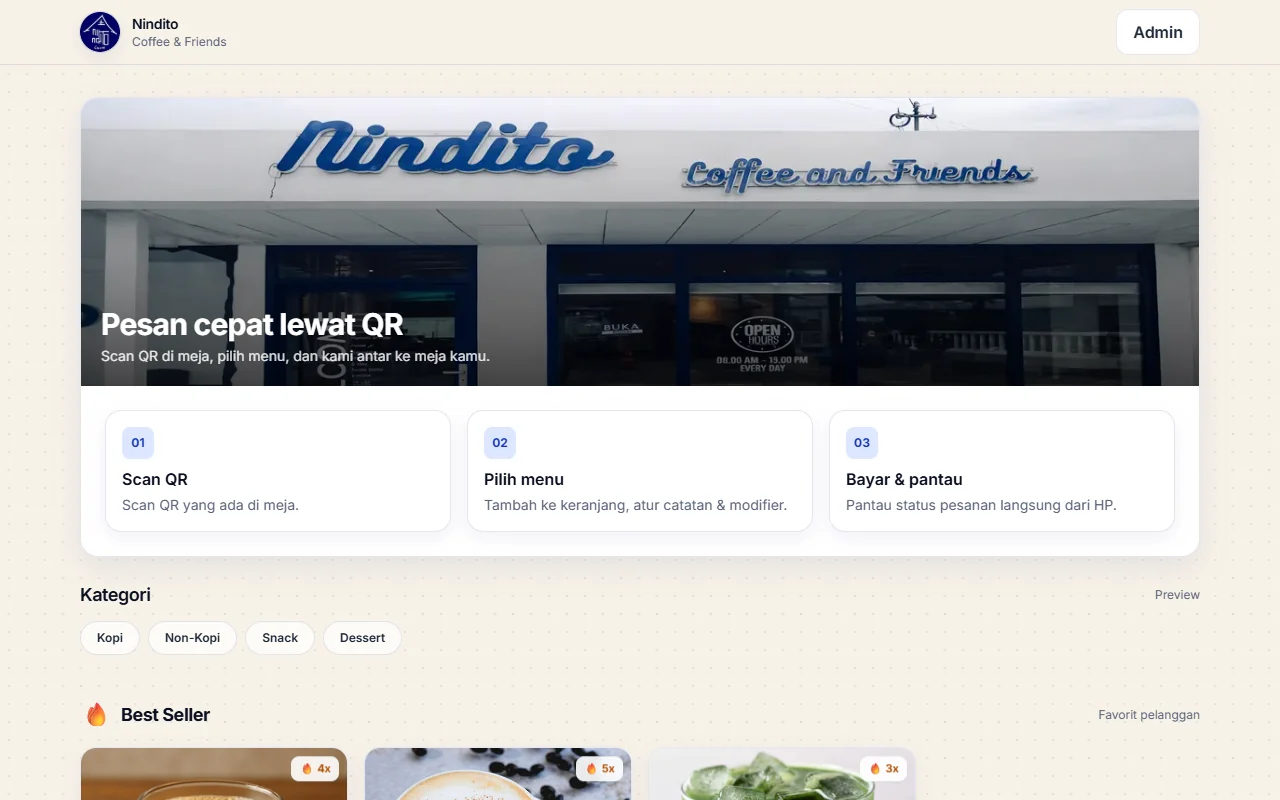 Nindito
Coffee & Friends
Admin
Nindito
Coffee and Friends
BUKA
OPEN
HOURS
08.00 AM – 15.00 PM
EVERY DAY
Pesan cepat lewat QR
Scan QR di meja, pilih menu, dan kami antar ke meja kamu.
01
Scan QR
Scan QR yang ada di meja.
02
Pilih menu
Tambah ke keranjang, atur catatan & modifier.
03
Bayar & pantau
Pantau status pesanan langsung dari HP.
Kategori
Preview
Kopi
Non-Kopi
Snack
Dessert
Best Seller
Favorit pelanggan
4x
5x
3x